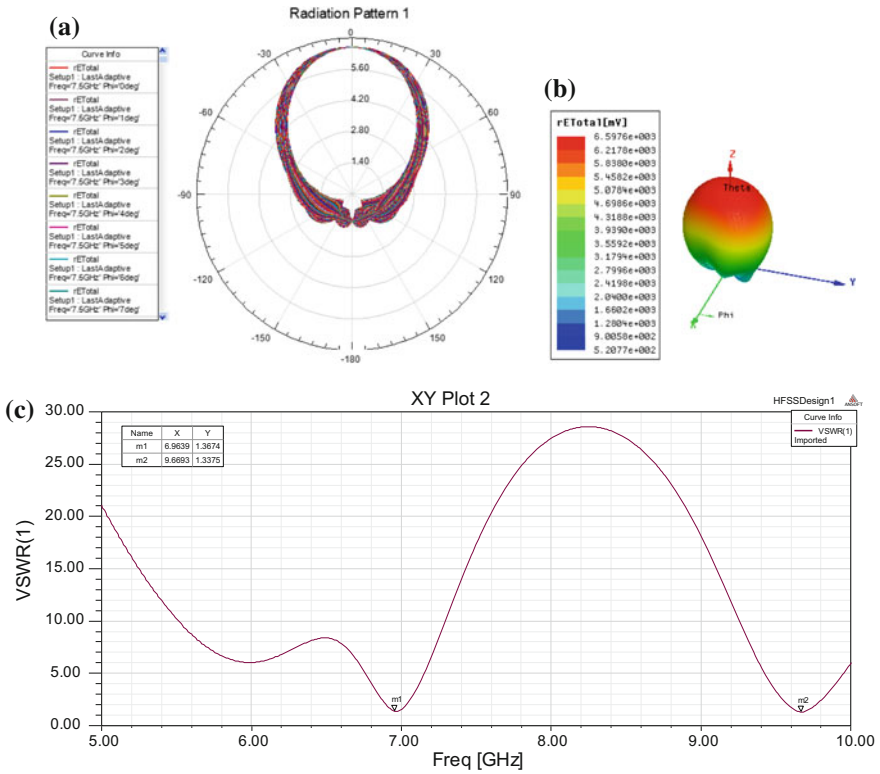 (a)
Radiation Pattern 1
Curve Info
rETotal
Setup1 : LastAdaptive
Freq='7.5GHz' Phi='0deg'
rETotal
Setup1 : LastAdaptive
Freq='7.5GHz' Phi='1deg'
rETotal
Setup1 : LastAdaptive
Freq='7.5GHz' Phi='2deg'
rETotal
Setup1 : LastAdaptive
Freq='7.5GHz' Phi='3deg'
rETotal
Setup1 : LastAdaptive
Freq='7.5GHz' Phi='4deg'
rETotal
Setup1 : LastAdaptive
Freq='7.5GHz' Phi='5deg'
rETotal
Setup1 : LastAdaptive
Freq='7.5GHz' Phi='6deg'
rETotal
Setup1 : LastAdaptive
Freq='7.5GHz' Phi='7deg'
0
-30
30
5.60
-60
4.20
60
2.80
1.40
-90
90
-120
120
-150
150
-180
(b)
rETotal[mV]
6.5976e+003
6.2178e+003
5.8380e+003
5.4582e+003
5.0784e+003
4.6986e+003
4.3188e+003
3.9390e+003
3.5592e+003
3.1794e+003
2.7996e+003
2.4198e+003
2.0400e+003
1.6602e+003
1.2804e+003
9.0058e+002
5.2077e+002
Z
Theta
Y
Phi
X
(c)
XY Plot 2
HFSSDesign1
ANSOFT
Curve Info
VSWR(1)
Imported
Name X Y
m1 6.9639 1.3674
m2 9.6693 1.3375
30.00
25.00
20.00
15.00
10.00
5.00
0.00
VSWR(1)
m1
m2
5.00 6.00 7.00 8.00 9.00 10.00
Freq [GHz]